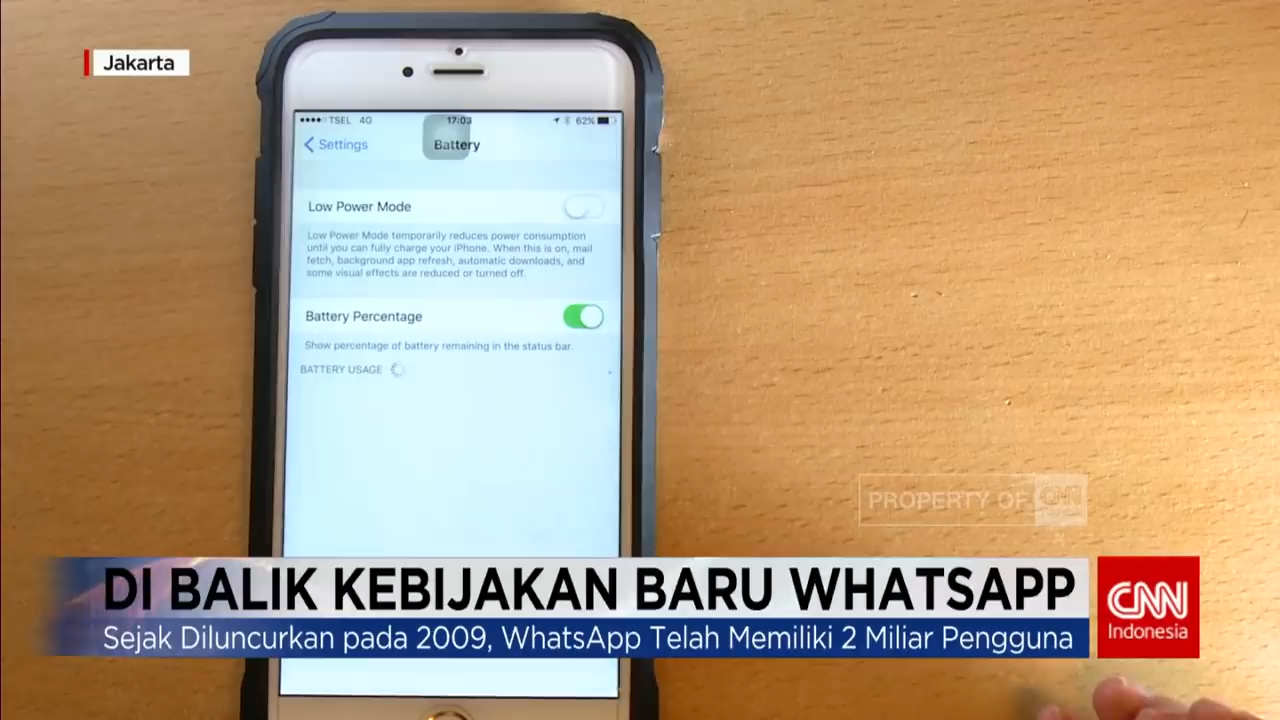 Jakarta
TSEL 4G 17:03 62%
Settings Battery
Low Power Mode
Low Power Mode temporarily reduces power consumption
until you can fully charge your iPhone. When this is on, mail
fetch, background app refresh, automatic downloads, and
some visual effects are reduced or turned off.
Battery Percentage
Show percentage of battery remaining in the status bar.
BATTERY USAGE
PROPERTY OF CNN
DI BALIK KEBIJAKAN BARU WHATSAPP
Sejak Diluncurkan pada 2009, WhatsApp Telah Memiliki 2 Miliar Pengguna
CNN
Indonesia